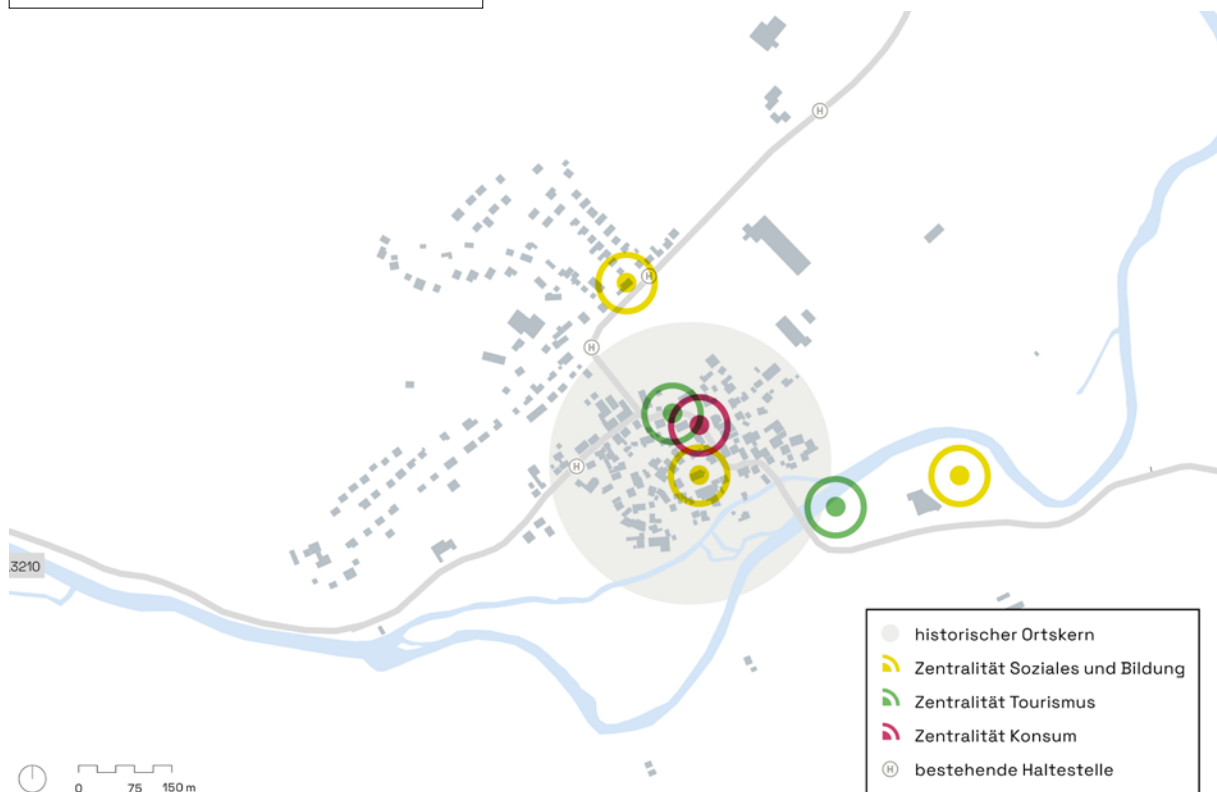 H
H
H
H
.3210
historischer Ortskern
Zentralität Soziales und Bildung
Zentralität Tourismus
Zentralität Konsum
H bestehende Haltestelle
0 75 150 m